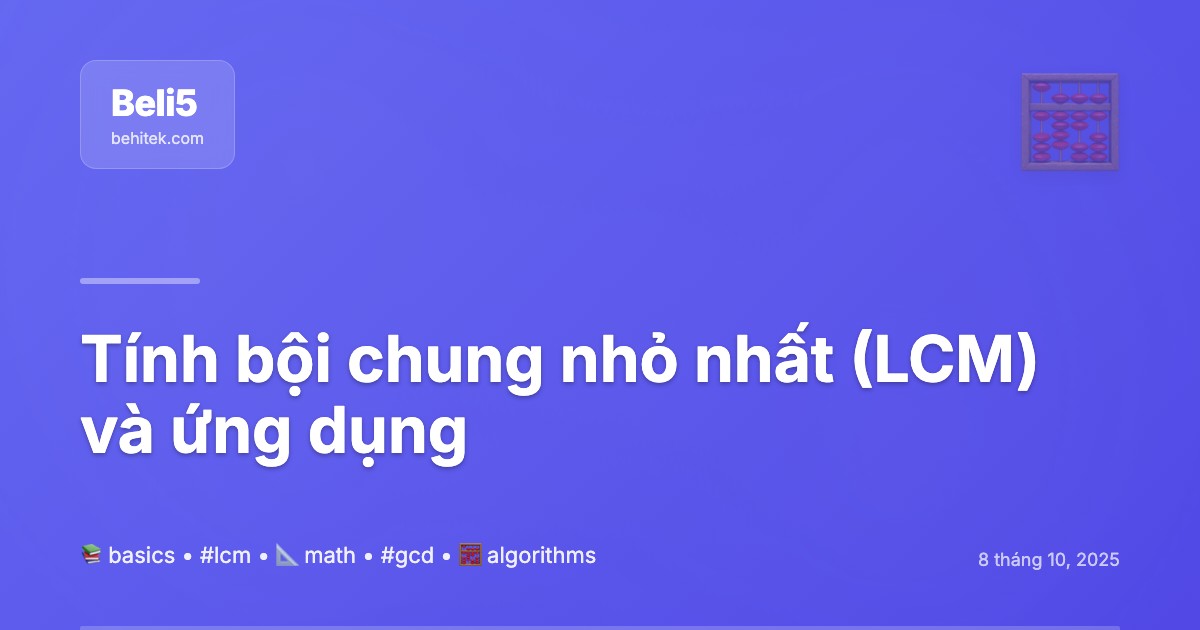 Beli5
behitek.com
Tính bội chung nhỏ nhất (LCM)
và ứng dụng
📚 basics • #lcm • 📐 math • #gcd • 🧮 algorithms
8 tháng 10, 2025